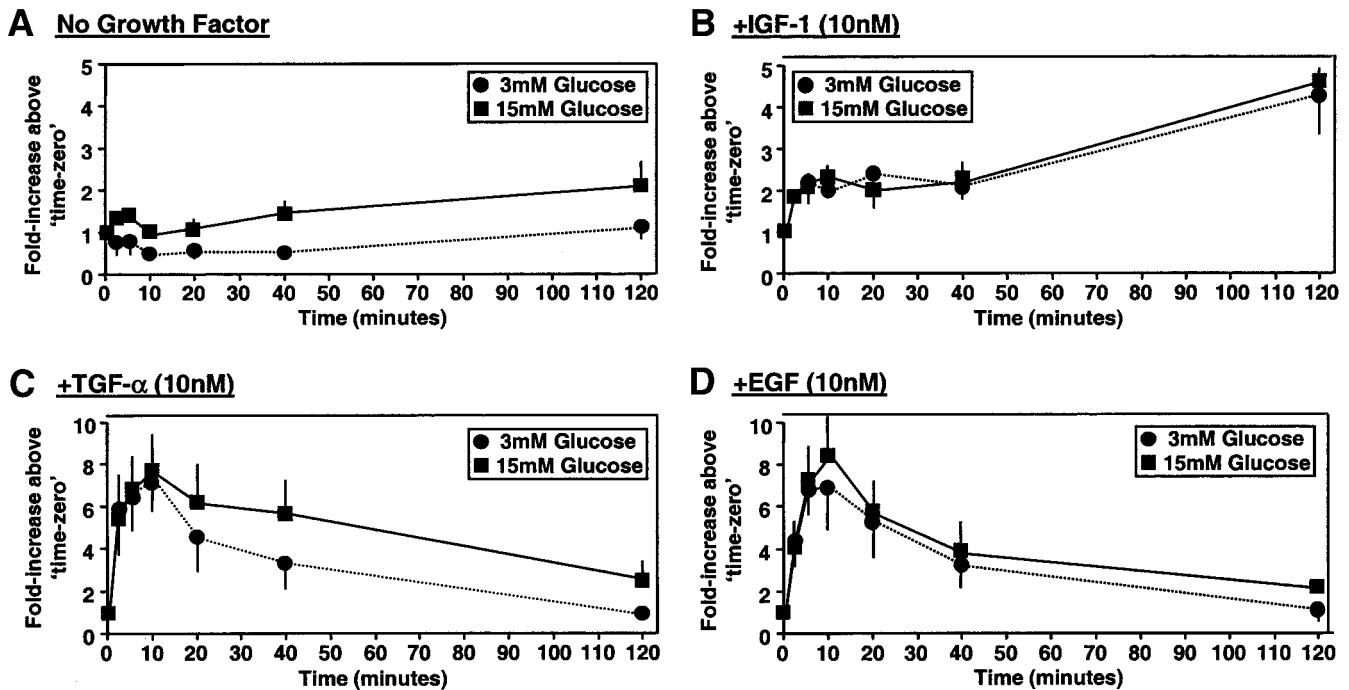 A No Growth Factor
Fold-increase above
'time-zero'
5
4
3
2
1
0
3mM Glucose
15mM Glucose
0 10 20 30 40 50 60 70 80 90 100 110 120
Time (minutes)
B +IGF-1 (10nM)
Fold-increase above
'time-zero'
5
4
3
2
1
0
3mM Glucose
15mM Glucose
0 10 20 30 40 50 60 70 80 90 100 110 120
Time (minutes)
C +TGF-α (10nM)
Fold-increase above
'time-zero'
10
8
6
4
2
0
3mM Glucose
15mM Glucose
0 10 20 30 40 50 60 70 80 90 100 110 120
Time (minutes)
D +EGF (10nM)
Fold-increase above
'time-zero'
10
8
6
4
2
0
3mM Glucose
15mM Glucose
0 10 20 30 40 50 60 70 80 90 100 110 120
Time (minutes)